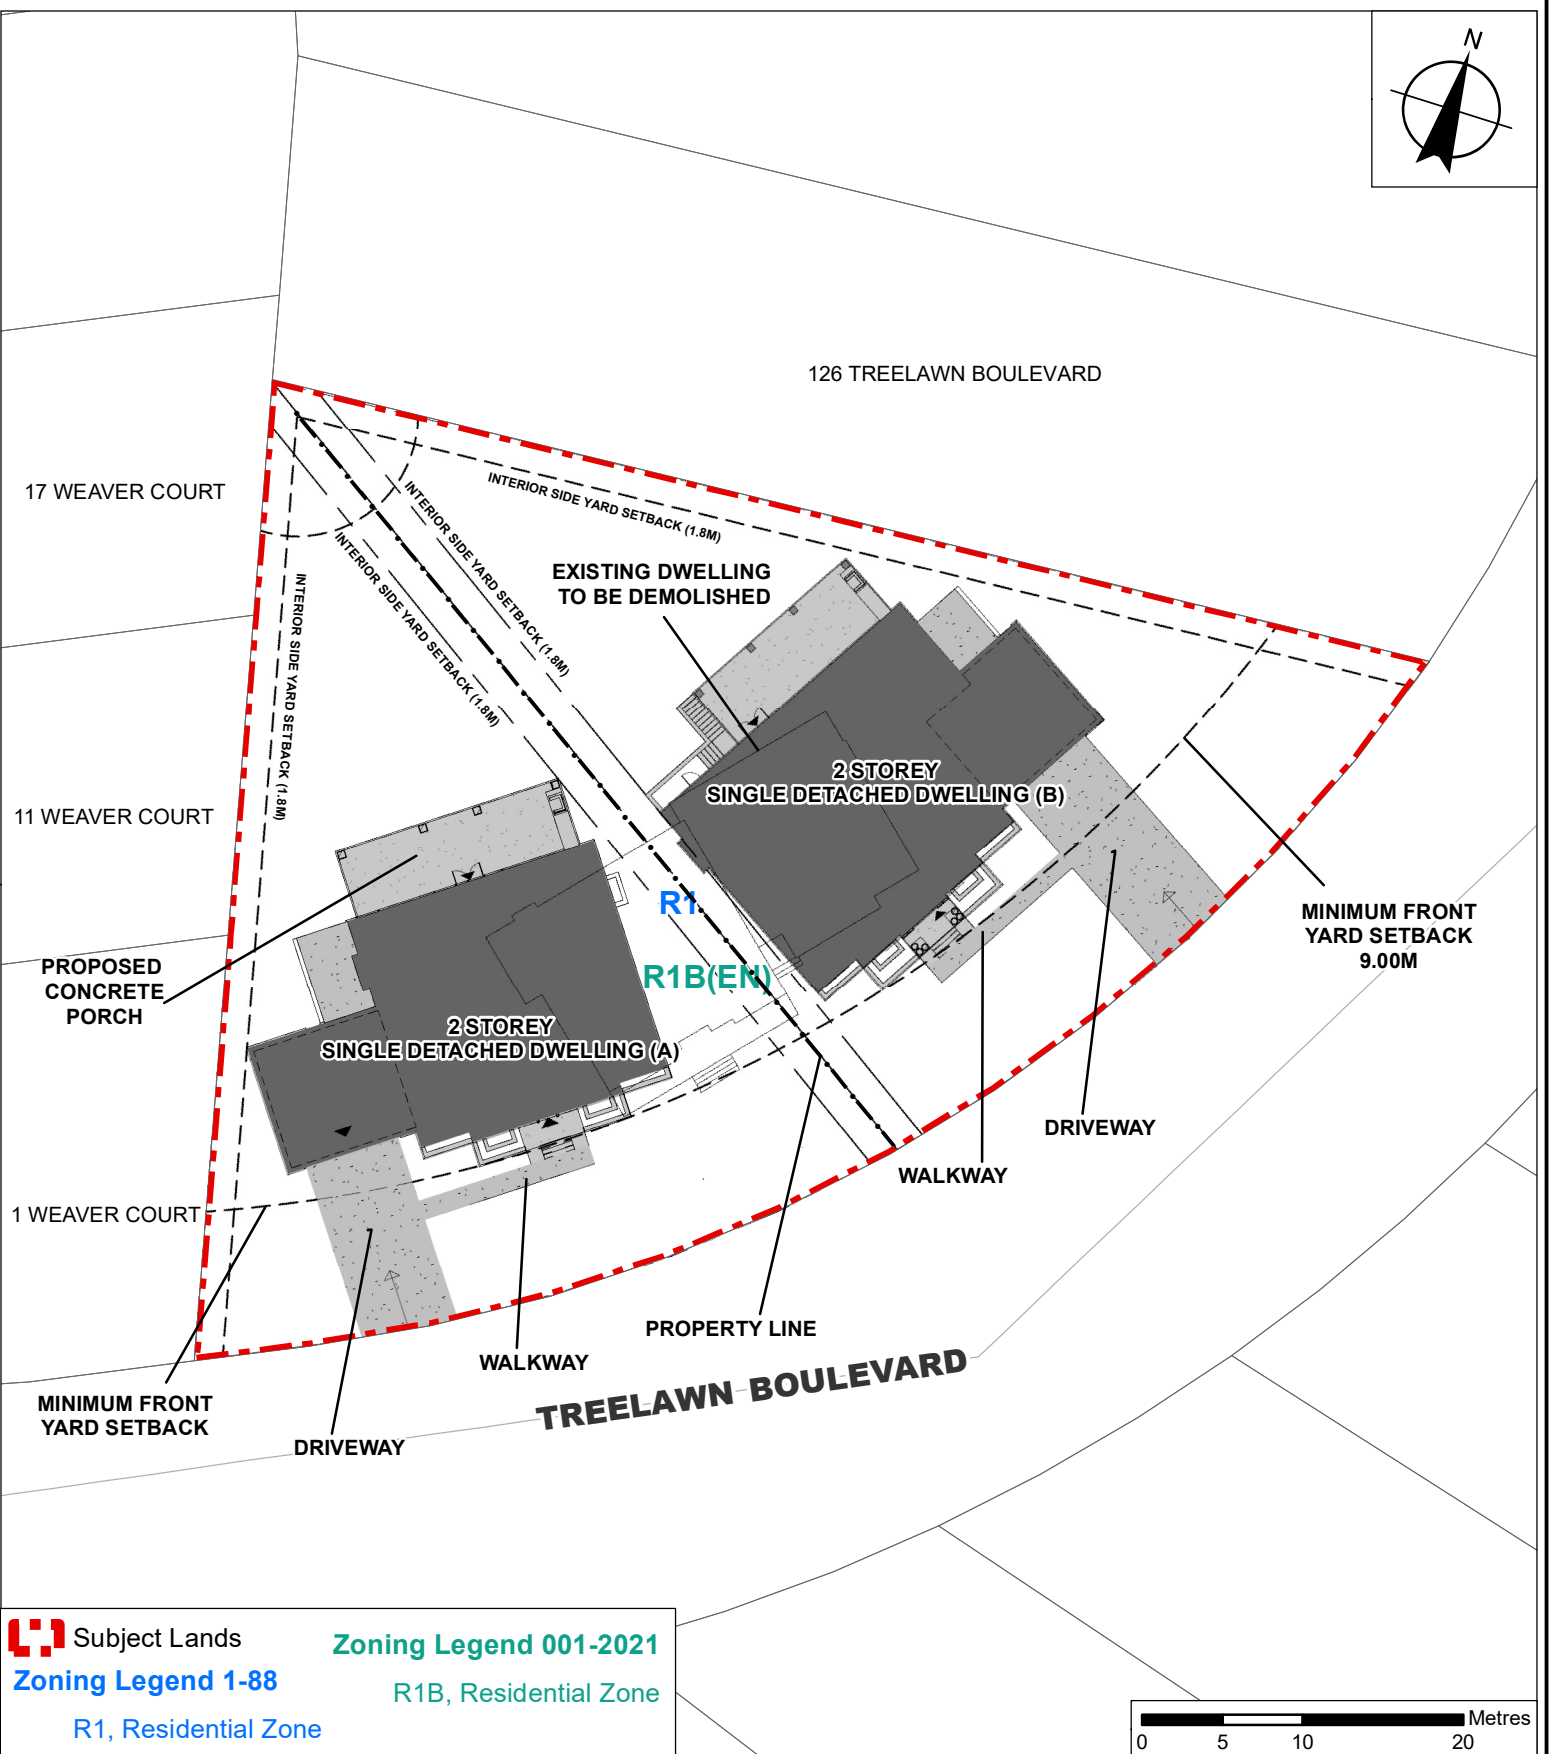 N
126 TREELAWN BOULEVARD
17 WEAVER COURT
INTERIOR SIDE YARD SETBACK (1.8M)
INTERIOR SIDE YARD SETBACK (1.8M)
INTERIOR SIDE YARD SETBACK (1.8M)
INTERIOR SIDE YARD SETBACK (1.8M)
EXISTING DWELLING
TO BE DEMOLISHED
2 STOREY
SINGLE DETACHED DWELLING (B)
11 WEAVER COURT
R1
R1B(EN)
MINIMUM FRONT
YARD SETBACK
9.00M
PROPOSED
CONCRETE
PORCH
2 STOREY
SINGLE DETACHED DWELLING (A)
DRIVEWAY
WALKWAY
1 WEAVER COURT
PROPERTY LINE
WALKWAY
TREELAWN BOULEVARD
MINIMUM FRONT
YARD SETBACK
DRIVEWAY
Subject Lands
Zoning Legend 1-88
R1, Residential Zone
Zoning Legend 001-2021
R1B, Residential Zone
Metres
0 5 10 20